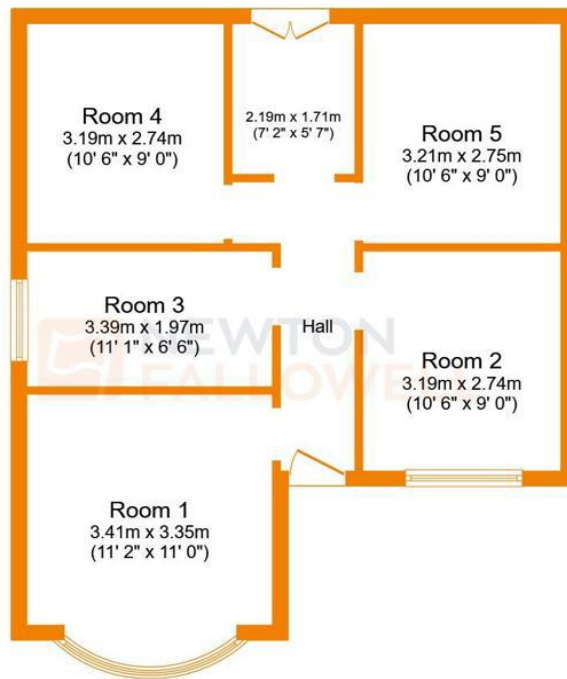 Room 4
3.19m x 2.74m
(10' 6" x 9' 0")
2.19m x 1.71m
(7' 2" x 5' 7")
Room 5
3.21m x 2.75m
(10' 6" x 9' 0")
Room 3
3.39m x 1.97m
(11' 1" x 6' 6")
Hall
Room 2
3.19m x 2.74m
(10' 6" x 9' 0")
NEWTON
FALLOWELL
Room 1
3.41m x 3.35m
(11' 2" x 11' 0")